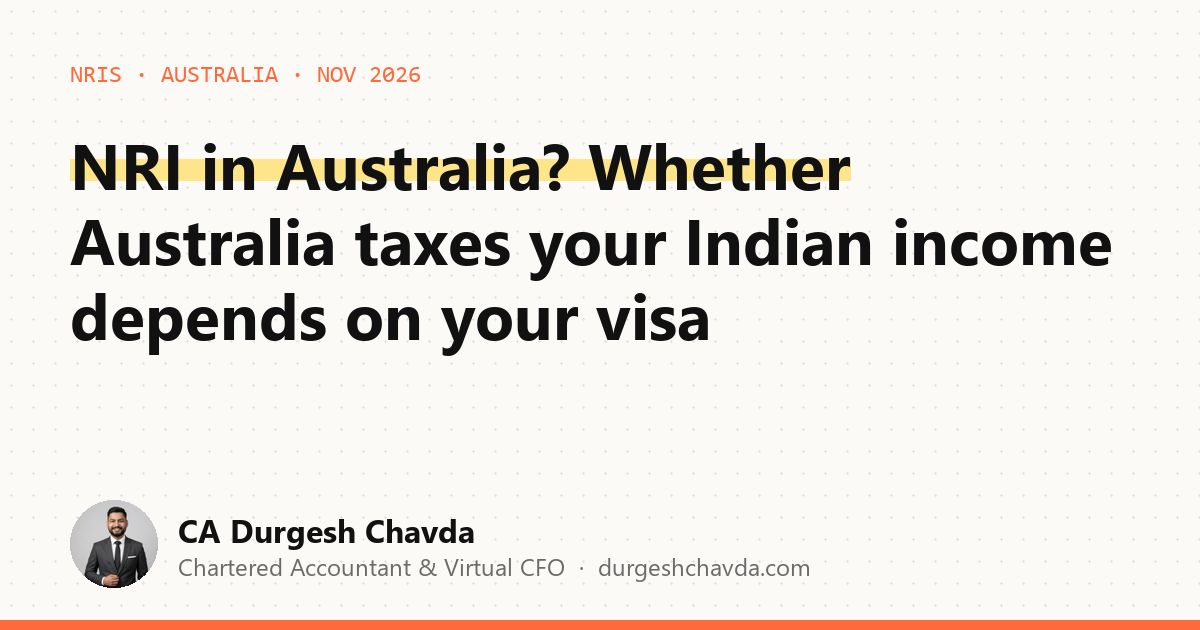 NRIS · AUSTRALIA · NOV 2026
NRI in Australia? Whether
Australia taxes your Indian income
depends on your visa
CA Durgesh Chavda
Chartered Accountant & Virtual CFO · durgeshchavda.com